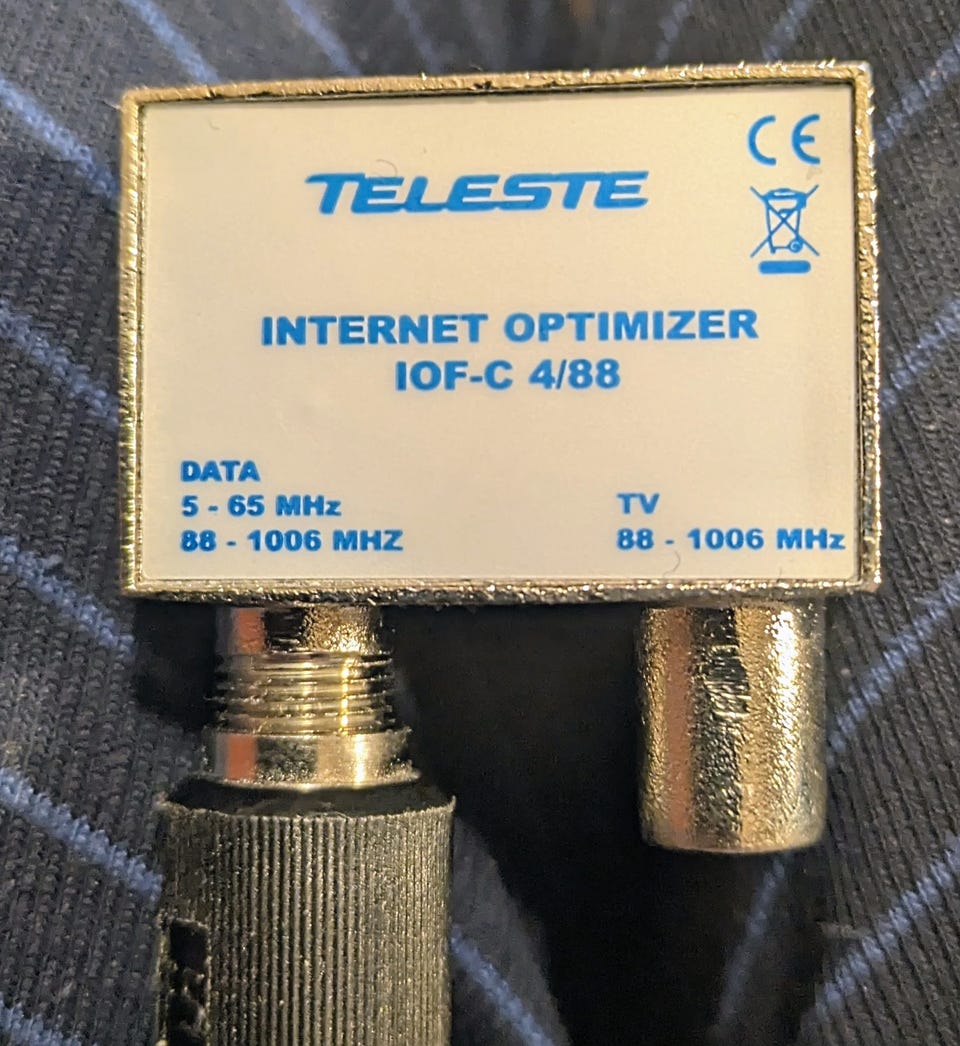 CE
TELESTE
INTERNET OPTIMIZER
IOF-C 4/88
DATA
5 - 65 MHz
88 - 1006 MHZ
TV
88 - 1006 MHz